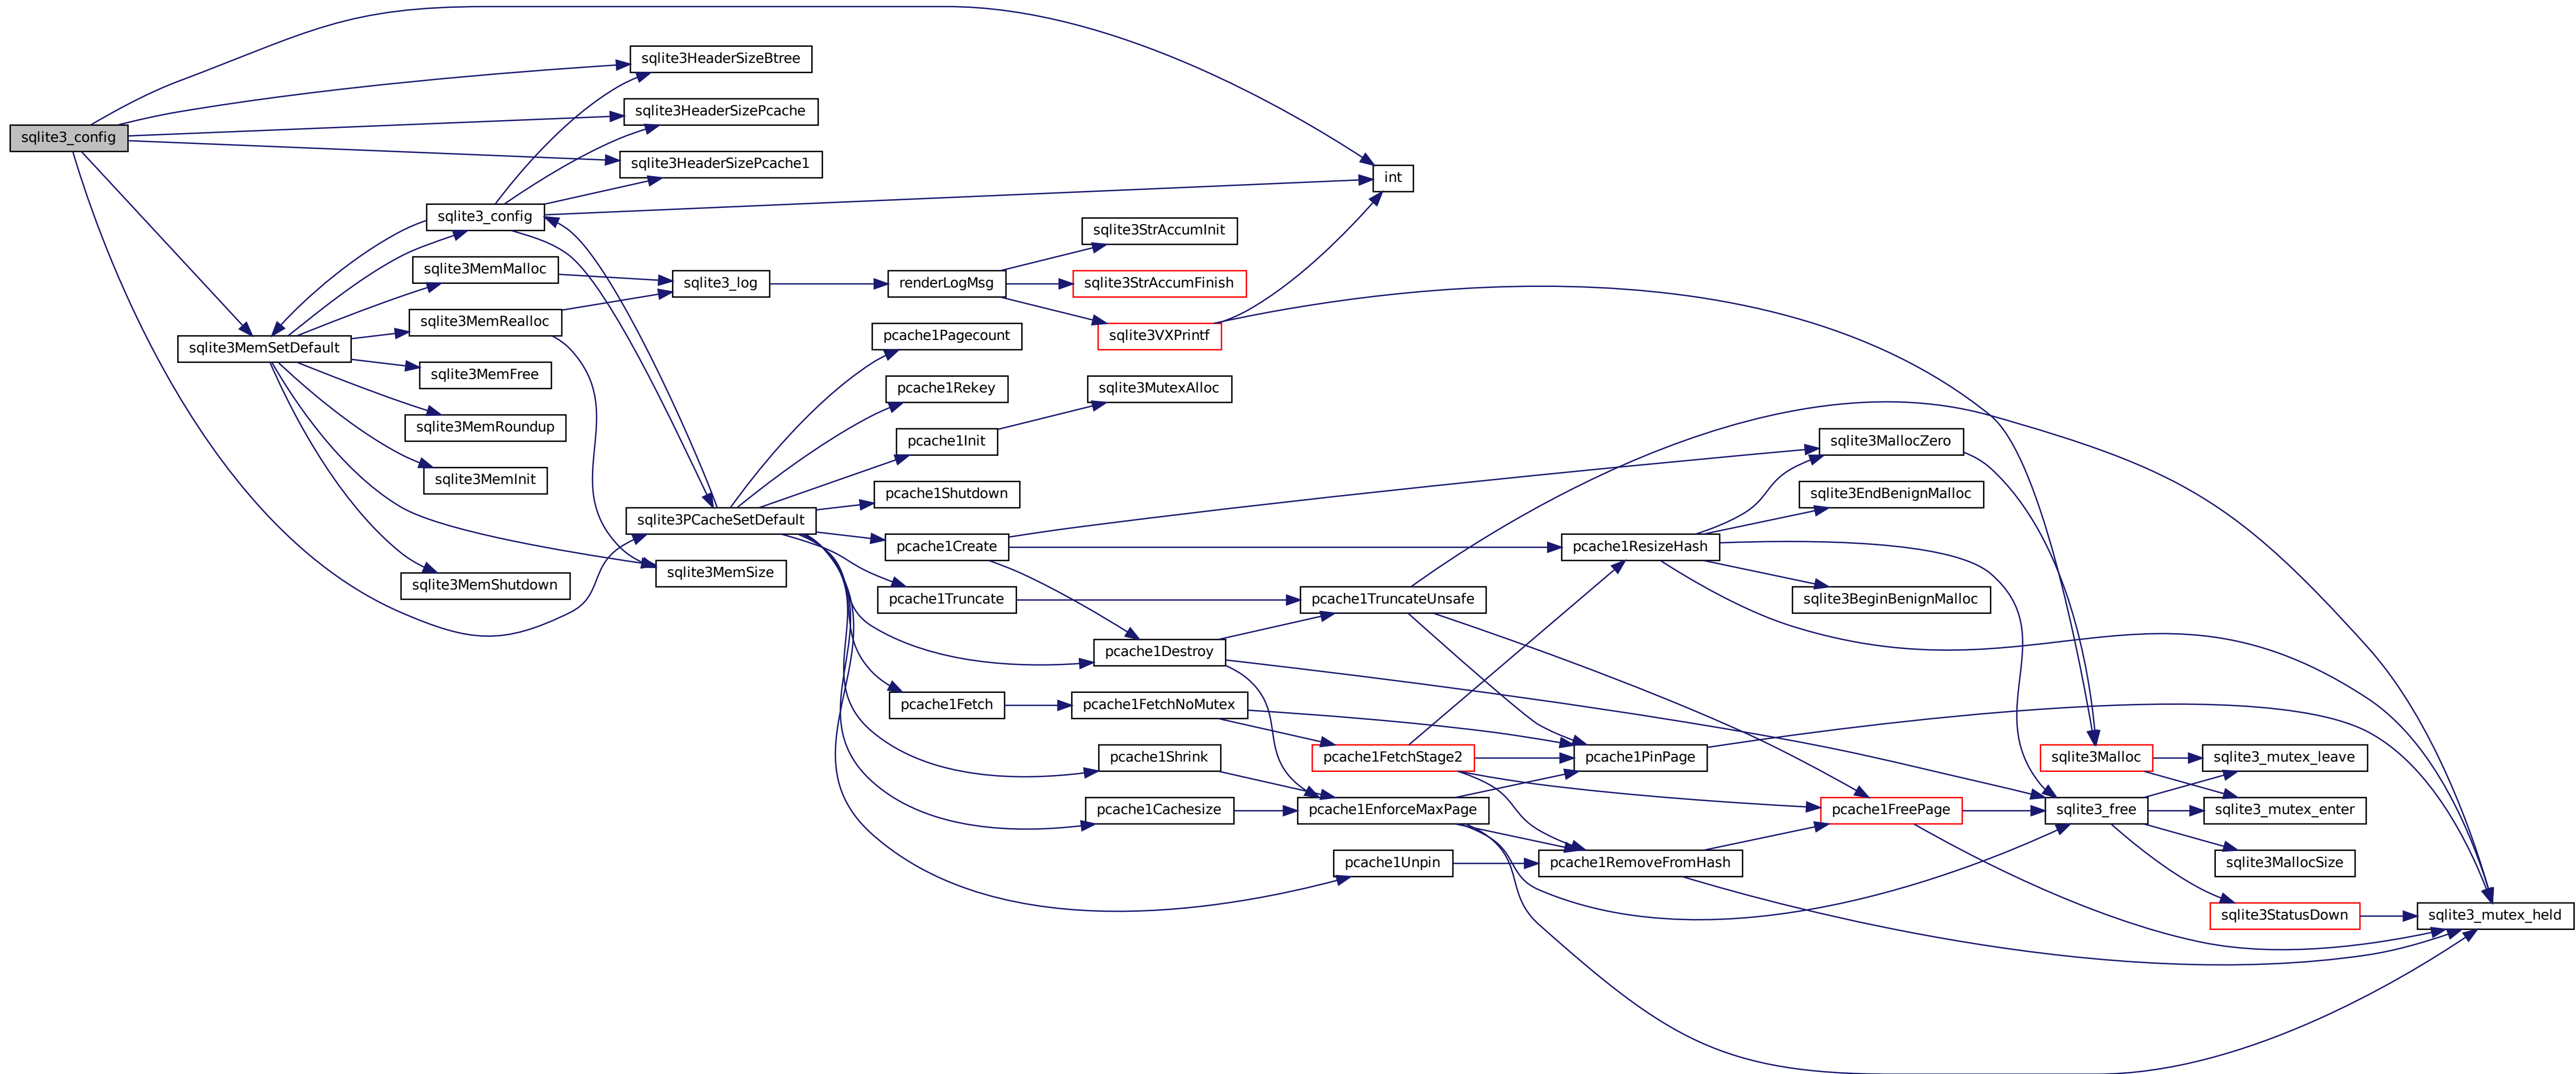 sqlite3HeaderSizeBtree
sqlite3HeaderSizePcache
sqlite3_config
sqlite3HeaderSizePcache1
int
sqlite3_config
sqlite3StrAccumInit
sqlite3MemMalloc
sqlite3_log
renderLogMsg
sqlite3StrAccumFinish
sqlite3MemRealloc
pcache1Pagecount
sqlite3VXPrintf
sqlite3MemSetDefault
sqlite3MemFree
pcache1Rekey
sqlite3MutexAlloc
sqlite3MemRoundup
pcache1Init
sqlite3MallocZero
sqlite3MemInit
pcache1Shutdown
sqlite3EndBenignMalloc
sqlite3PCacheSetDefault
pcache1Create
pcache1ResizeHash
sqlite3MemShutdown
sqlite3MemSize
pcache1Truncate
pcache1TruncateUnsafe
sqlite3BeginBenignMalloc
pcache1Destroy
pcache1Fetch
pcache1FetchNoMutex
pcache1Shrink
pcache1FetchStage2
pcache1PinPage
sqlite3Malloc
sqlite3_mutex_leave
pcache1Cachesize
pcache1EnforceMaxPage
pcache1FreePage
sqlite3_free
sqlite3_mutex_enter
pcache1Unpin
pcache1RemoveFromHash
sqlite3MallocSize
sqlite3StatusDown
sqlite3_mutex_held